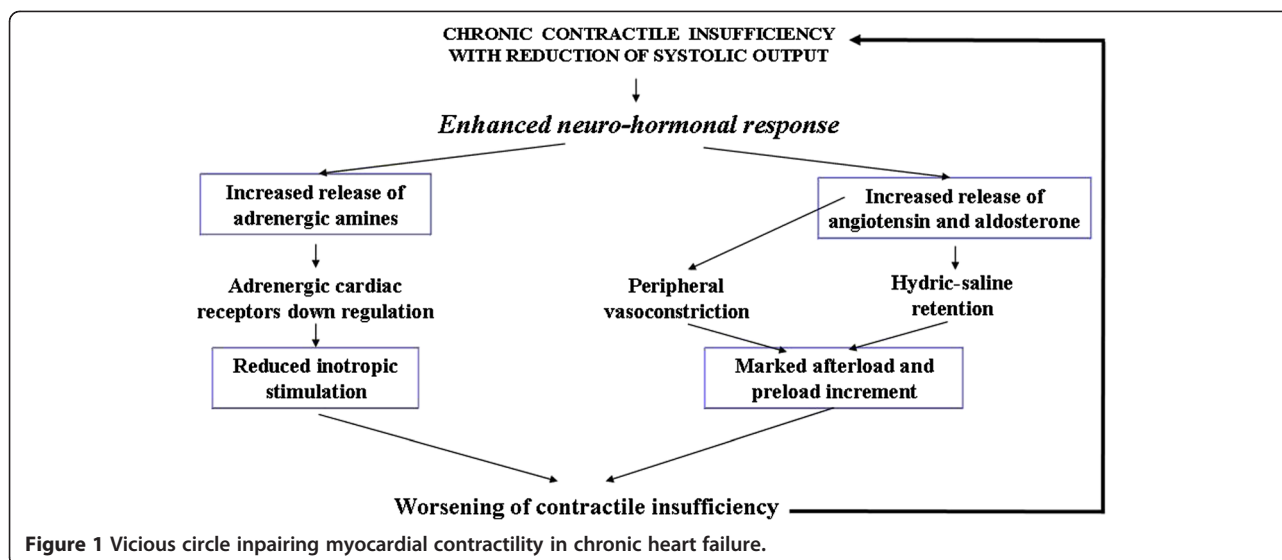 CHRONIC CONTRACTILE INSUFFICIENCY
WITH REDUCTION OF SYSTOLIC OUTPUT
Enhanced neuro-hormonal response
Increased release of
adrenergic amines
Increased release of
angiotensin and aldosterone
Adrenergic cardiac
receptors down regulation
Peripheral
vasoconstriction
Hydric-saline
retention
Reduced inotropic
stimulation
Marked afterload and
preload increment
Worsening of contractile insufficiency
Figure 1 Vicious circle inpairing myocardial contractility in chronic heart failure.